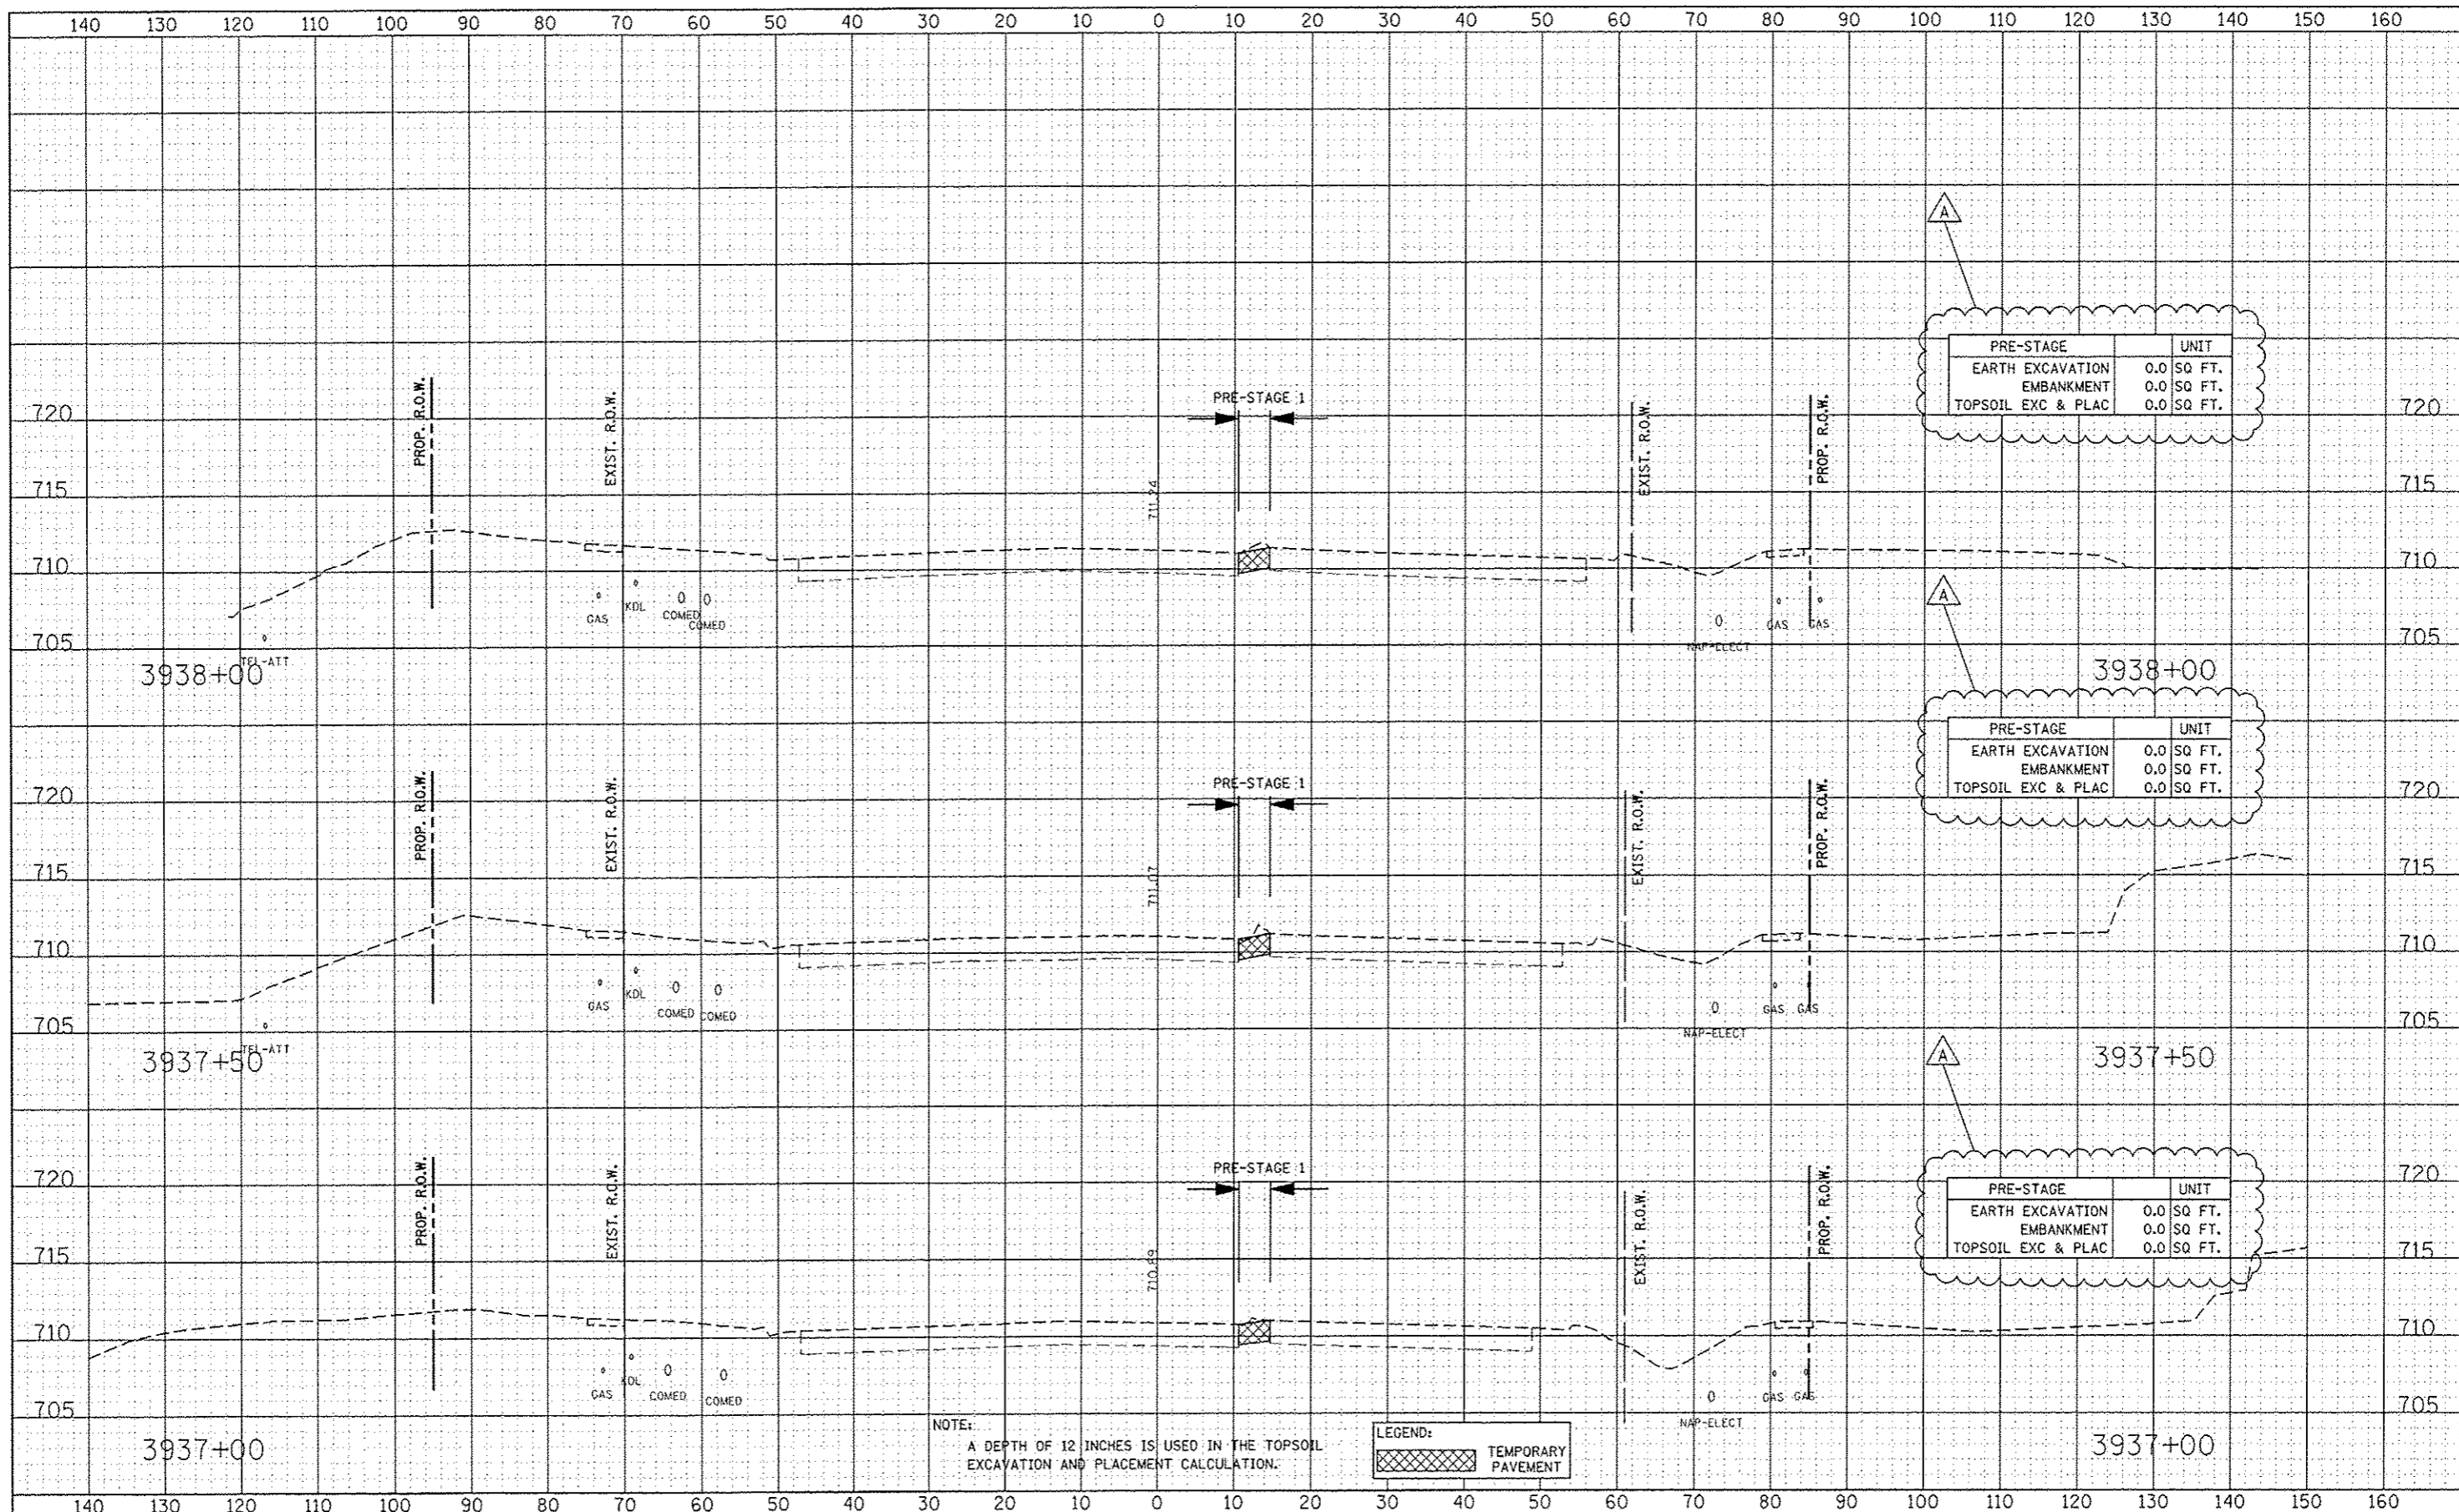 140 130 120 110 100 90 80 70 60 50 40 30 20 10 0 10 20 30 40 50 60 70 80 90 100 110 120 130 140 150 160
A
PRE-STAGE UNIT
EARTH EXCAVATION 0.0 SQ FT.
EMBANKMENT 0.0 SQ FT.
TOPSOIL EXC & PLAC 0.0 SQ FT.
PROP. R.O.W.
EXIST. R.O.W.
PRE-STAGE 1
EXIST. R.O.W.
PROP. R.O.W.
720 720
715 711.24 715
710 710
A
GAS KDL COMED COMED NAP-ELECT GAS GAS
705 705
TEL-ATT
3938+00 3938+00
PRE-STAGE UNIT
EARTH EXCAVATION 0.0 SQ FT.
EMBANKMENT 0.0 SQ FT.
TOPSOIL EXC & PLAC 0.0 SQ FT.
PROP. R.O.W.
EXIST. R.O.W.
PRE-STAGE 1
EXIST. R.O.W.
PROP. R.O.W.
720 720
715 711.07 715
710 710
GAS KDL COMED COMED NAP-ELECT GAS GAS
705 705
TEL-ATT
3937+50 3937+50
A
PRE-STAGE UNIT
EARTH EXCAVATION 0.0 SQ FT.
EMBANKMENT 0.0 SQ FT.
TOPSOIL EXC & PLAC 0.0 SQ FT.
PROP. R.O.W.
EXIST. R.O.W.
PRE-STAGE 1
EXIST. R.O.W.
PROP. R.O.W.
720 720
715 710.89 715
710 710
GAS KDL COMED COMED NAP-ELECT GAS GAS
705 705
3937+00 3937+00
NOTE:
A DEPTH OF 12 INCHES IS USED IN THE TOPSOIL
EXCAVATION AND PLACEMENT CALCULATION.
LEGEND:
TEMPORARY
PAVEMENT
140 130 120 110 100 90 80 70 60 50 40 30 20 10 0 10 20 30 40 50 60 70 80 90 100 110 120 130 140 150 160